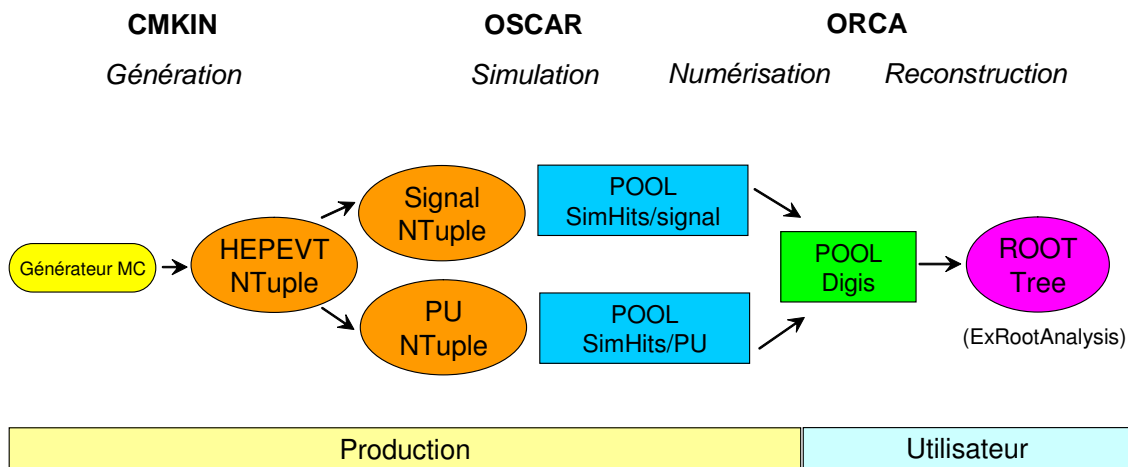 CMKIN OSCAR ORCA
Génération Simulation Numérisation Reconstruction
Signal
NTuple
POOL
SimHits/signal
Générateur MC
HEPEVT
NTuple
POOL
Digis
ROOT
Tree
PU
NTuple
POOL
SimHits/PU
(ExRootAnalysis)
Production Utilisateur